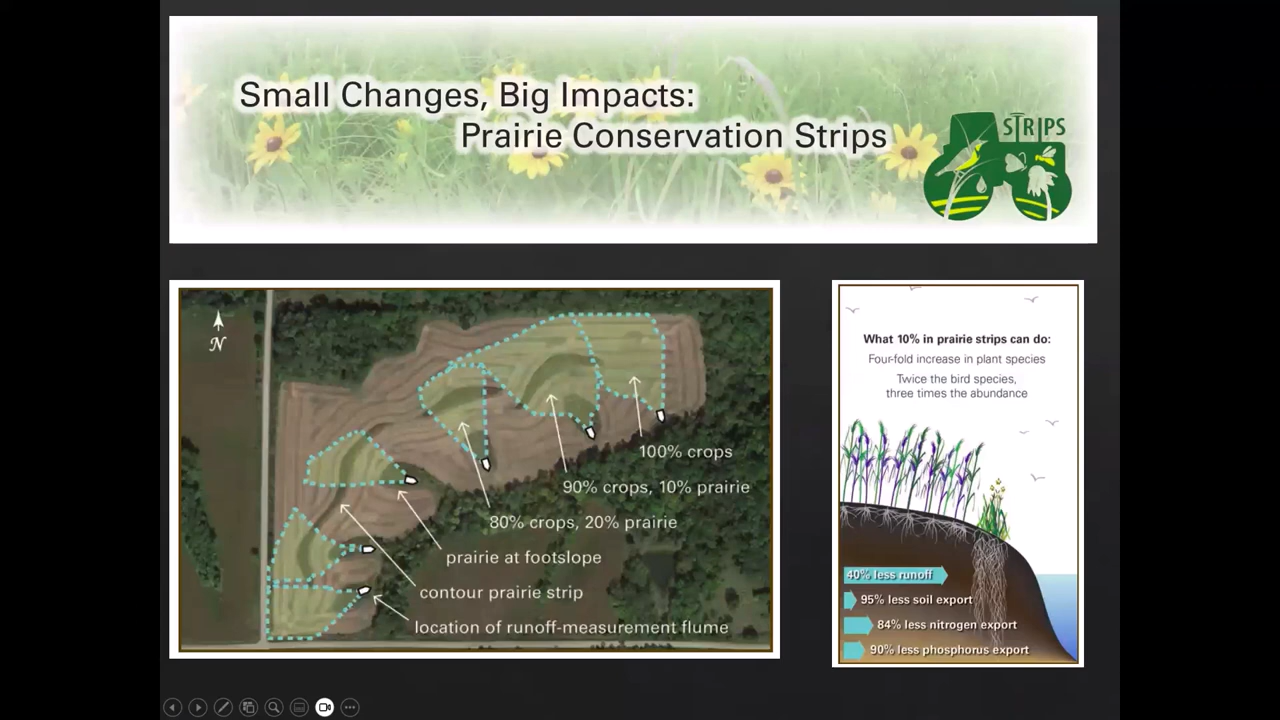 Small Changes, Big Impacts:
Prairie Conservation Strips
STRIPS
N
100% crops
90% crops, 10% prairie
80% crops, 20% prairie
prairie at footslope
contour prairie strip
location of runoff-measurement flume
What 10% in prairie strips can do:
Four-fold increase in plant species
Twice the bird species,
three times the abundance
40% less runoff
95% less soil export
84% less nitrogen export
90% less phosphorus export